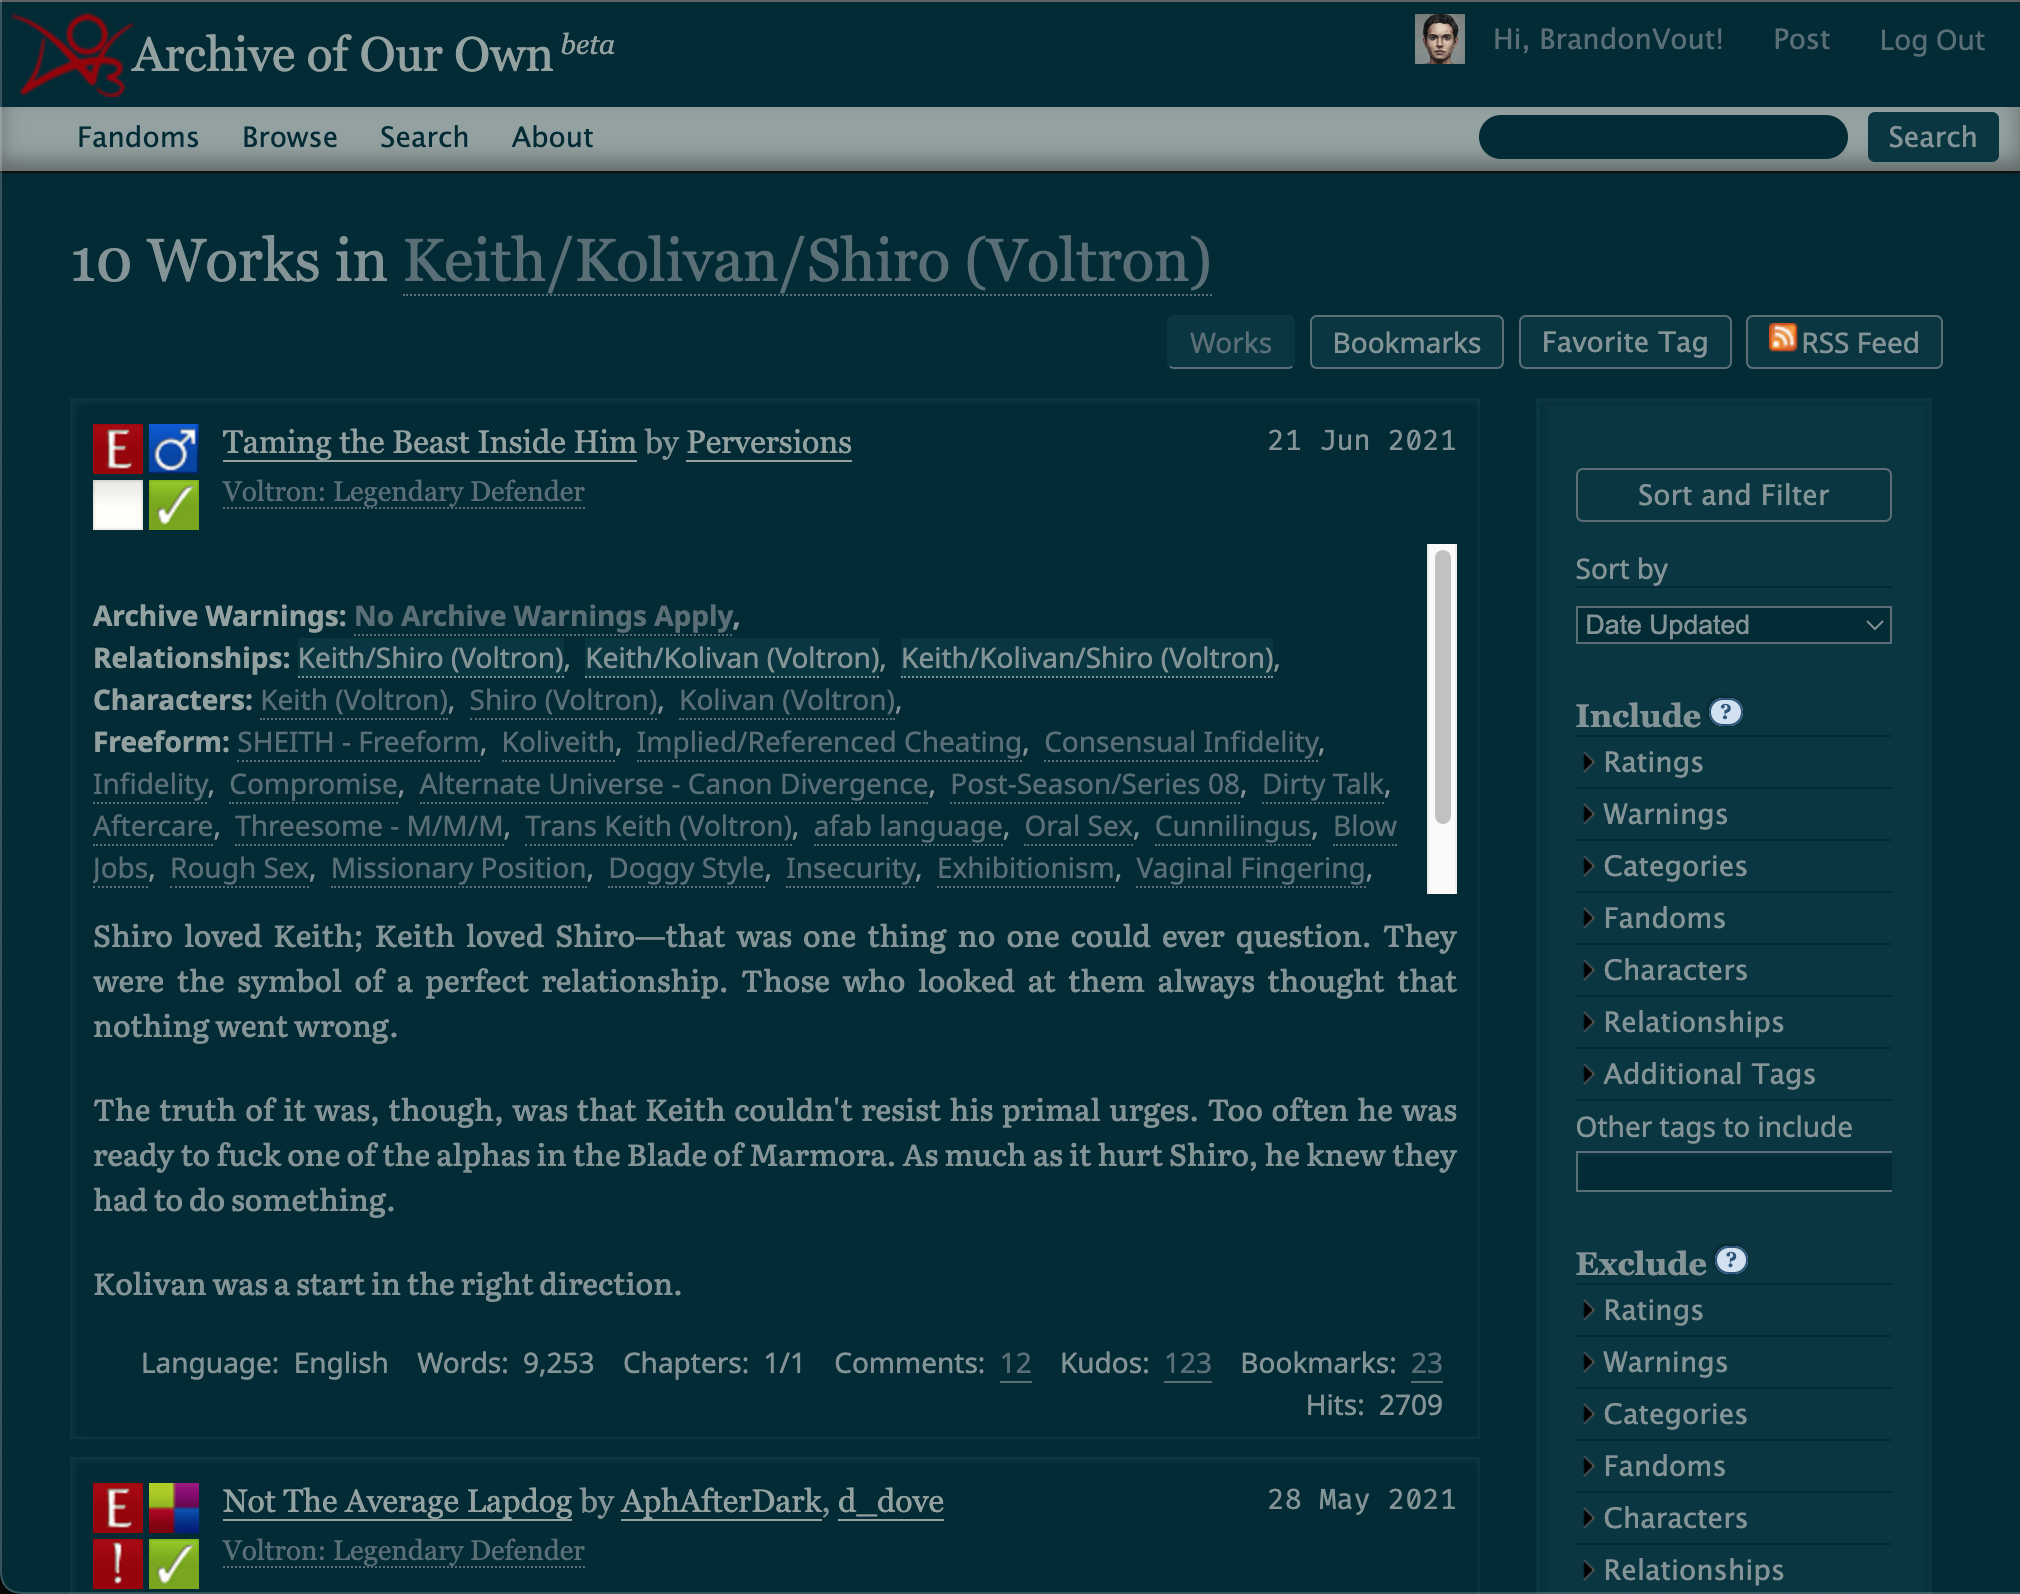 Archive of Our Own beta
Hi, BrandonVout! Post Log Out
Fandoms Browse Search About
Search
10 Works in Keith/Kolivan/Shiro (Voltron)
Works Bookmarks Favorite Tag RSS Feed
E
Taming the Beast Inside Him by Perversions
21 Jun 2021
Voltron: Legendary Defender
Archive Warnings: No Archive Warnings Apply,
Relationships: Keith/Shiro (Voltron), Keith/Kolivan (Voltron), Keith/Kolivan/Shiro (Voltron),
Characters: Keith (Voltron), Shiro (Voltron), Kolivan (Voltron),
Freeform: SHEITH - Freeform, Koliveith, Implied/Referenced Cheating, Consensual Infidelity,
Infidelity, Compromise, Alternate Universe - Canon Divergence, Post-Season/Series 08, Dirty Talk,
Aftercare, Threesome - M/M/M, Trans Keith (Voltron), afab language, Oral Sex, Cunnilingus, Blow
Jobs, Rough Sex, Missionary Position, Doggy Style, Insecurity, Exhibitionism, Vaginal Fingering,
Shiro loved Keith; Keith loved Shiro—that was one thing no one could ever question. They
were the symbol of a perfect relationship. Those who looked at them always thought that
nothing went wrong.
The truth of it was, though, was that Keith couldn't resist his primal urges. Too often he was
ready to fuck one of the alphas in the Blade of Marmora. As much as it hurt Shiro, he knew they
had to do something.
Kolivan was a start in the right direction.
Language: English Words: 9,253 Chapters: 1/1 Comments: 12 Kudos: 123 Bookmarks: 23
Hits: 2709
E
Not The Average Lapdog by AphAfterDark, d_dove
28 May 2021
!
Voltron: Legendary Defender
Sort and Filter
Sort by
Date Updated
Include ?
Ratings
Warnings
Categories
Fandoms
Characters
Relationships
Additional Tags
Other tags to include
Exclude ?
Ratings
Warnings
Categories
Fandoms
Characters
Relationships